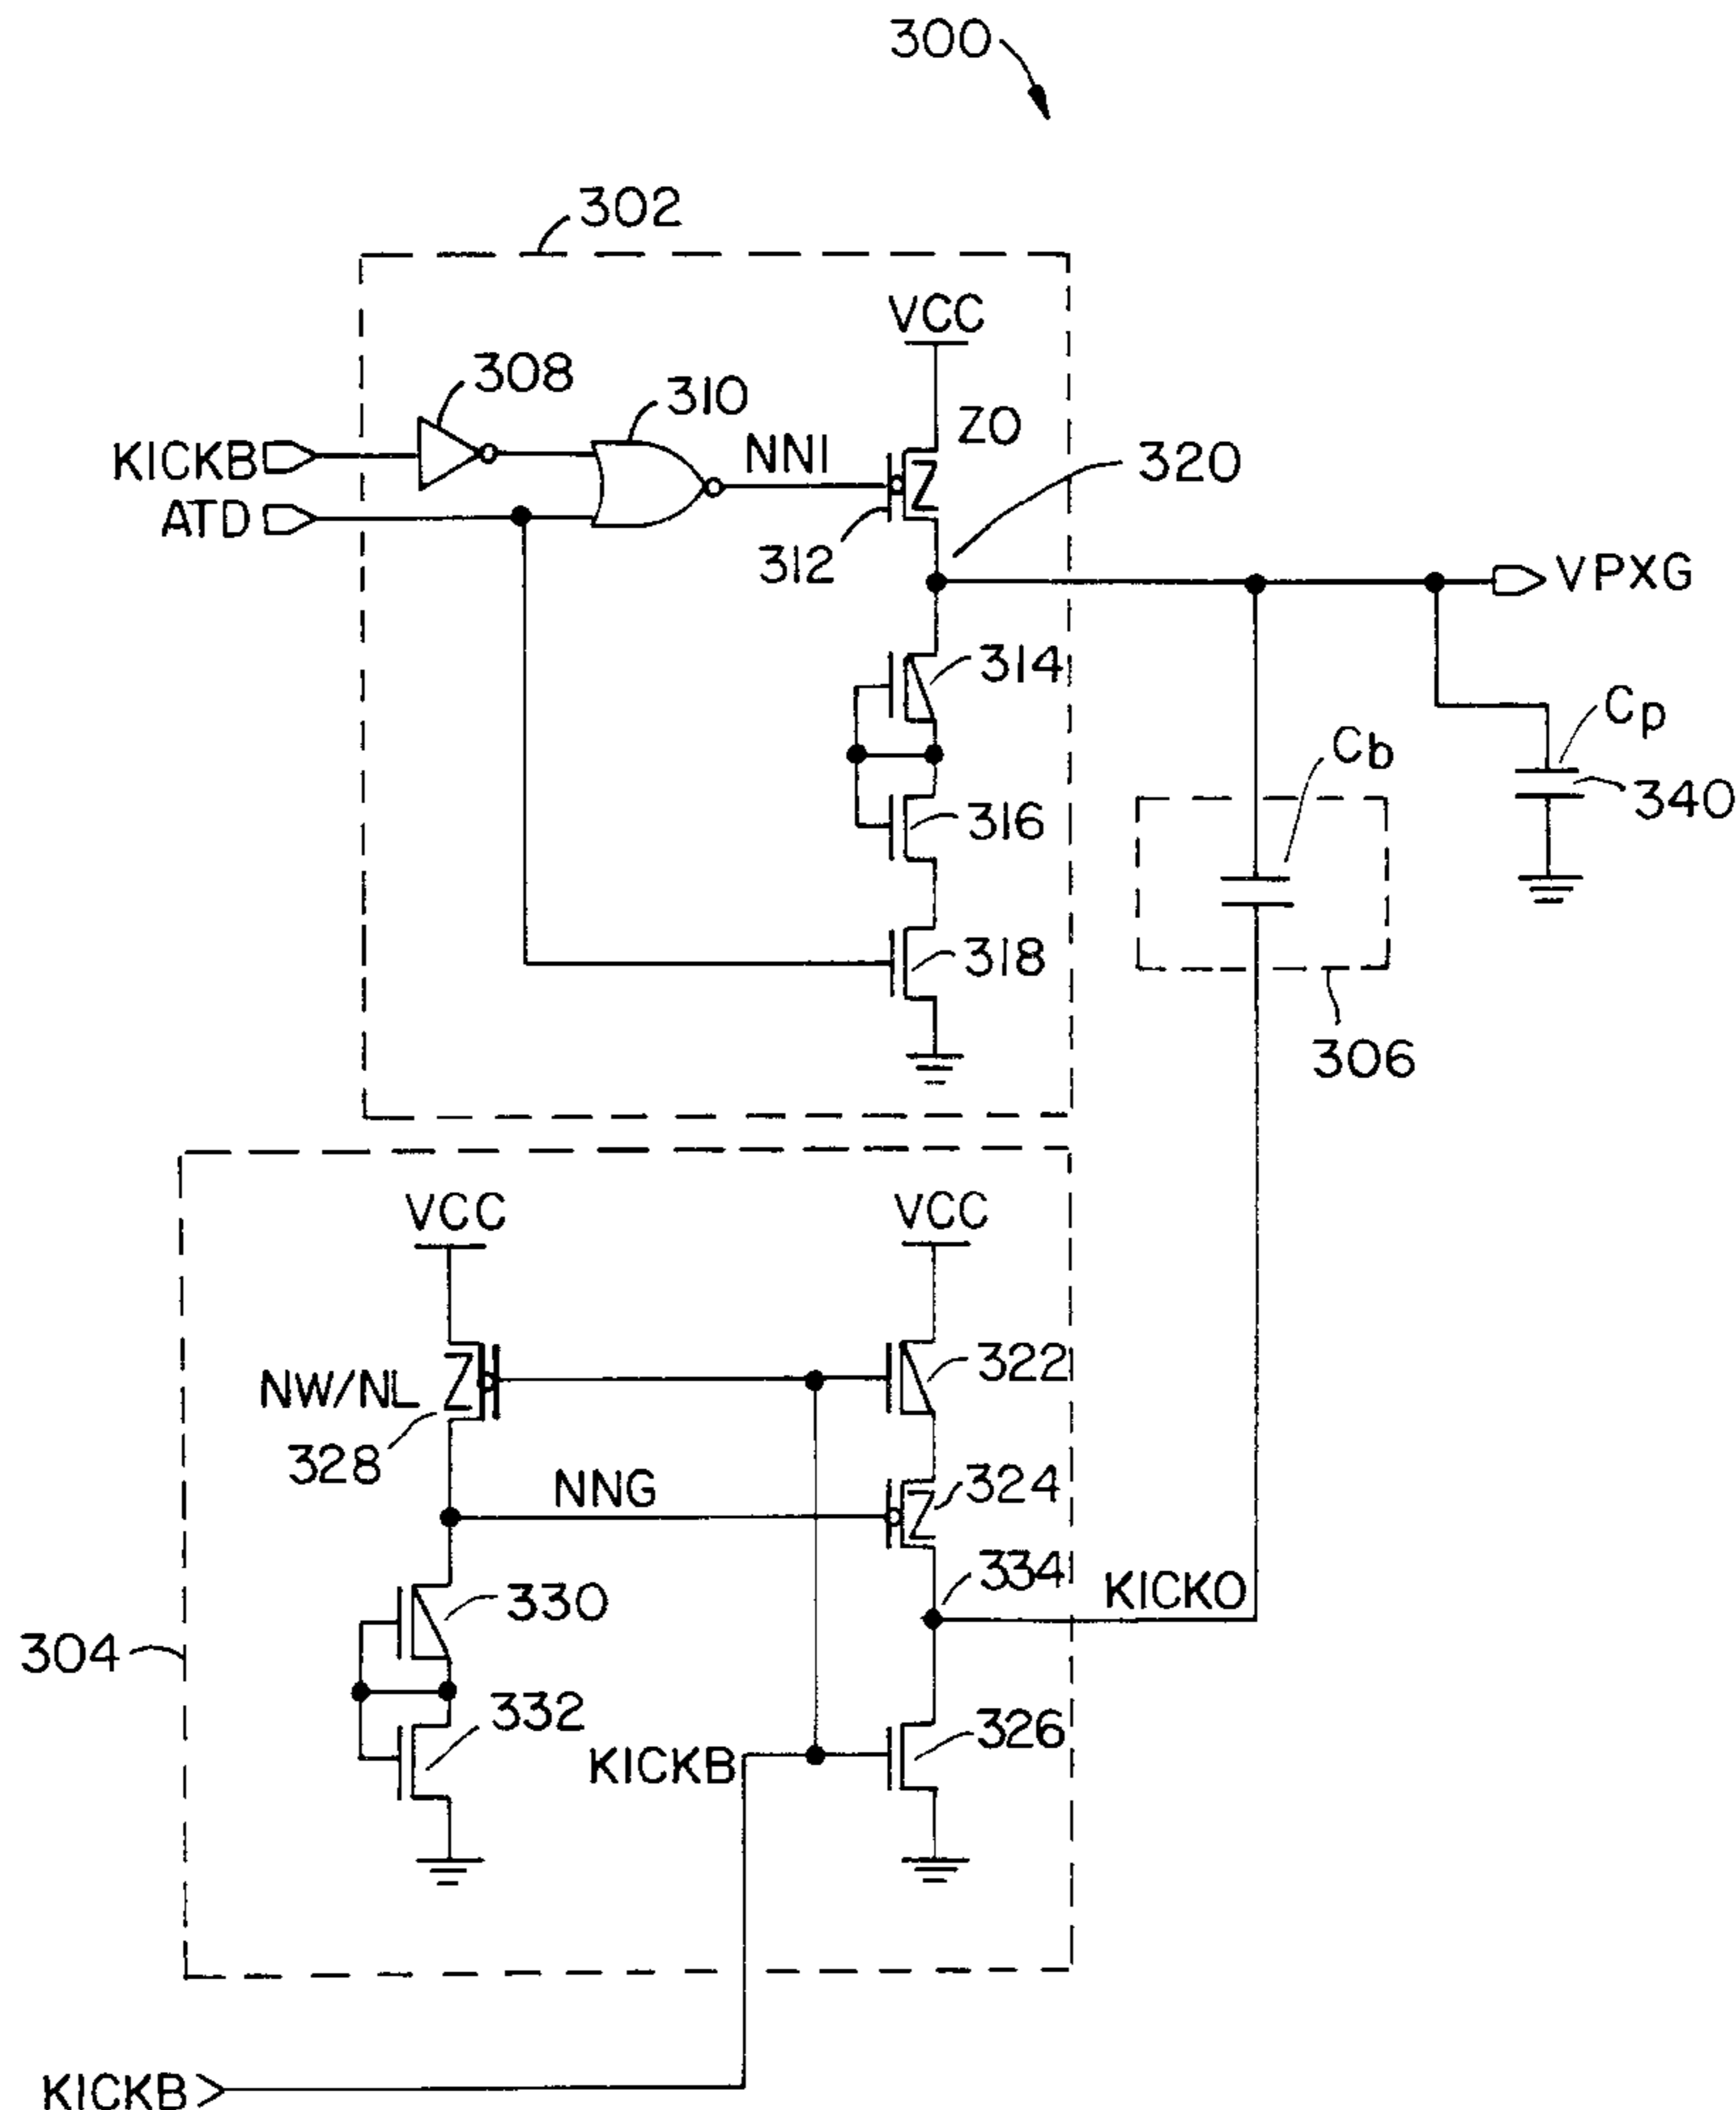 300
302
VCC
308
310
ZO
KICKB
NNI
Z
320
ATD
312
VPXG
314
Cp
Cb
340
316
318
306
VCC
VCC
322
NW/NL
Z
328
NNG
324
Z
334
KICKO
330
304
332
326
KICKB
KICKB